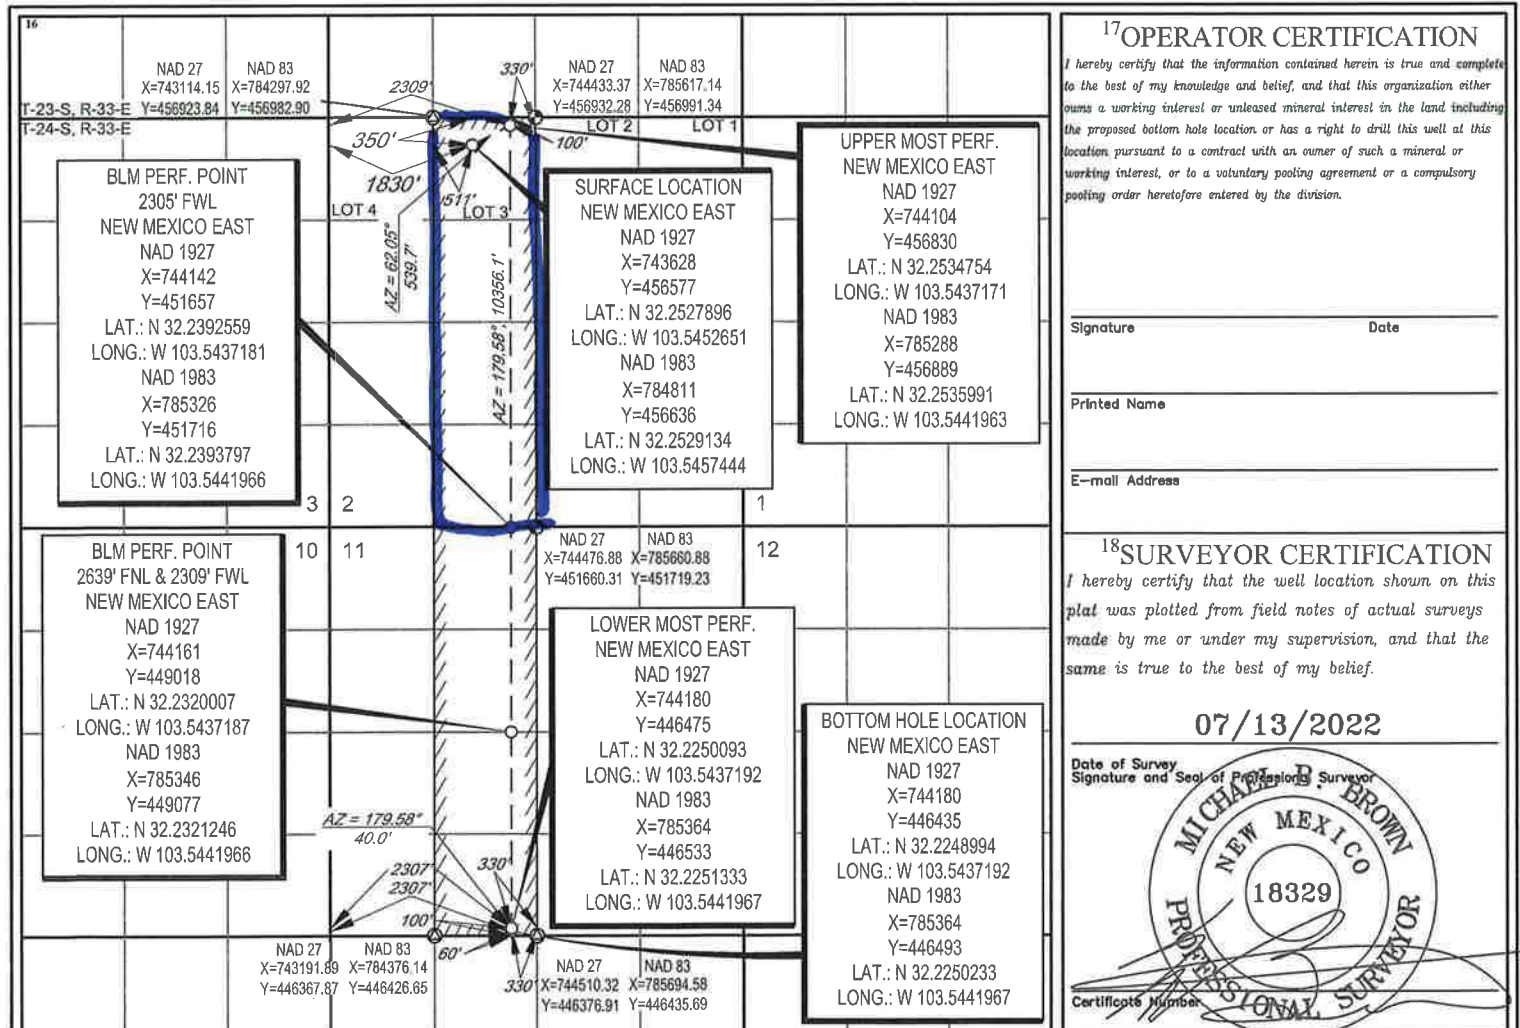 16
NAD 27
X=743114.15
Y=456923.84
NAD 83
X=784297.92
Y=456982.90
T-23-S, R-33-E
T-24-S, R-33-E
2309'
330'
NAD 27
X=744433.37
Y=456932.28
NAD 83
X=785617.14
Y=456991.34
LOT 2
LOT 1
100'
350'
1830'
511'
LOT 4
LOT 3
AZ = 62.05°
539.7'
AZ = 179.58°, 10356.1'
BLM PERF. POINT
2305' FWL
NEW MEXICO EAST
NAD 1927
X=744142
Y=451657
LAT.: N 32.2392559
LONG.: W 103.5437181
NAD 1983
X=785326
Y=451716
LAT.: N 32.2393797
LONG.: W 103.5441966
SURFACE LOCATION
NEW MEXICO EAST
NAD 1927
X=743628
Y=456577
LAT.: N 32.2527896
LONG.: W 103.5452651
NAD 1983
X=784811
Y=456636
LAT.: N 32.2529134
LONG.: W 103.5457444
UPPER MOST PERF.
NEW MEXICO EAST
NAD 1927
X=744104
Y=456830
LAT.: N 32.2534754
LONG.: W 103.5437171
NAD 1983
X=785288
Y=456889
LAT.: N 32.2535991
LONG.: W 103.5441963
3
2
1
10
11
12
NAD 27
X=744476.88
Y=451660.31
NAD 83
X=785660.88
Y=451719.23
BLM PERF. POINT
2639' FNL & 2309' FWL
NEW MEXICO EAST
NAD 1927
X=744161
Y=449018
LAT.: N 32.2320007
LONG.: W 103.5437187
NAD 1983
X=785346
Y=449077
LAT.: N 32.2321246
LONG.: W 103.5441966
LOWER MOST PERF.
NEW MEXICO EAST
NAD 1927
X=744180
Y=446475
LAT.: N 32.2250093
LONG.: W 103.5437192
NAD 1983
X=785364
Y=446533
LAT.: N 32.2251333
LONG.: W 103.5441967
BOTTOM HOLE LOCATION
NEW MEXICO EAST
NAD 1927
X=744180
Y=446435
LAT.: N 32.2248994
LONG.: W 103.5437192
NAD 1983
X=785364
Y=446493
LAT.: N 32.2250233
LONG.: W 103.5441967
AZ = 179.58°
40.0'
2307'
2307'
330'
100'
60'
330'
NAD 27
X=743191.89
Y=446367.87
NAD 83
X=784376.14
Y=446426.65
NAD 27
X=744510.32
Y=446376.91
NAD 83
X=785694.58
Y=446435.69
17 OPERATOR CERTIFICATION
I hereby certify that the information contained herein is true and complete
to the best of my knowledge and belief, and that this organization either
owns a working interest or unleased mineral interest in the land including
the proposed bottom hole location or has a right to drill this well at this
location pursuant to a contract with an owner of such a mineral or
working interest, or to a voluntary pooling agreement or a compulsory
pooling order heretofore entered by the division.
Signature Date
Printed Name
E-mail Address
18 SURVEYOR CERTIFICATION
I hereby certify that the well location shown on this
plat was plotted from field notes of actual surveys
made by me or under my supervision, and that the
same is true to the best of my belief.
07/13/2022
Date of Survey
Signature and Seal of Professional Surveyor
MICHAEL B. BROWN
NEW MEXICO
18329
PROFESSIONAL SURVEYOR
Certificate Number